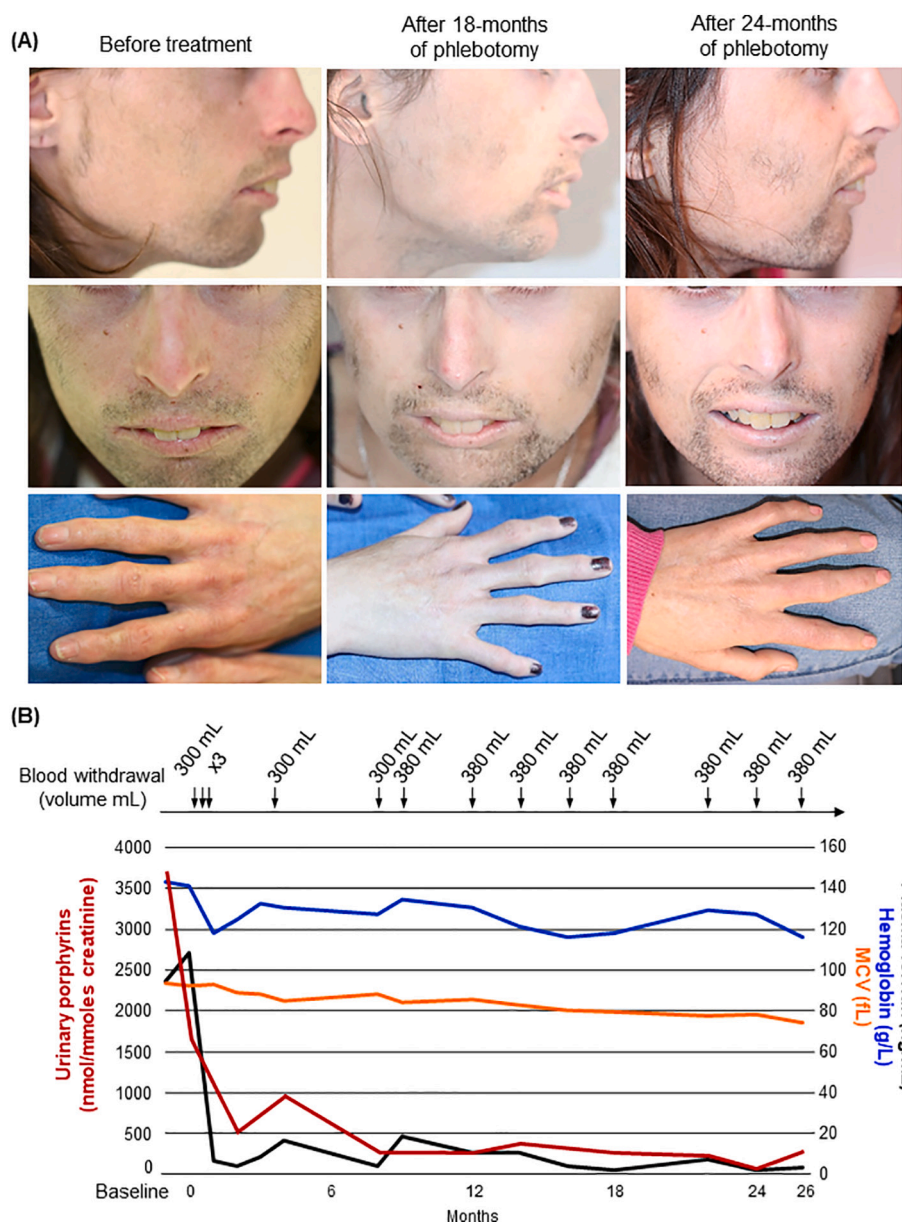 (A)
Before treatment
After 18-months
of phlebotomy
After 24-months
of phlebotomy
(B)
Blood withdrawal
(volume mL)
300 mL
x3
300 mL
300 mL
380 mL
380 mL
380 mL
380 mL
380 mL
380 mL
380 mL
380 mL
Urinary porphyrins
(nmol/mmoles creatinine)
4000
3500
3000
2500
2000
1500
1000
500
0
160
140
120
100
80
60
40
20
0
MCV (fL)
Hemoglobin (g/L)
Baseline
0
6
12
18
24
26
Months